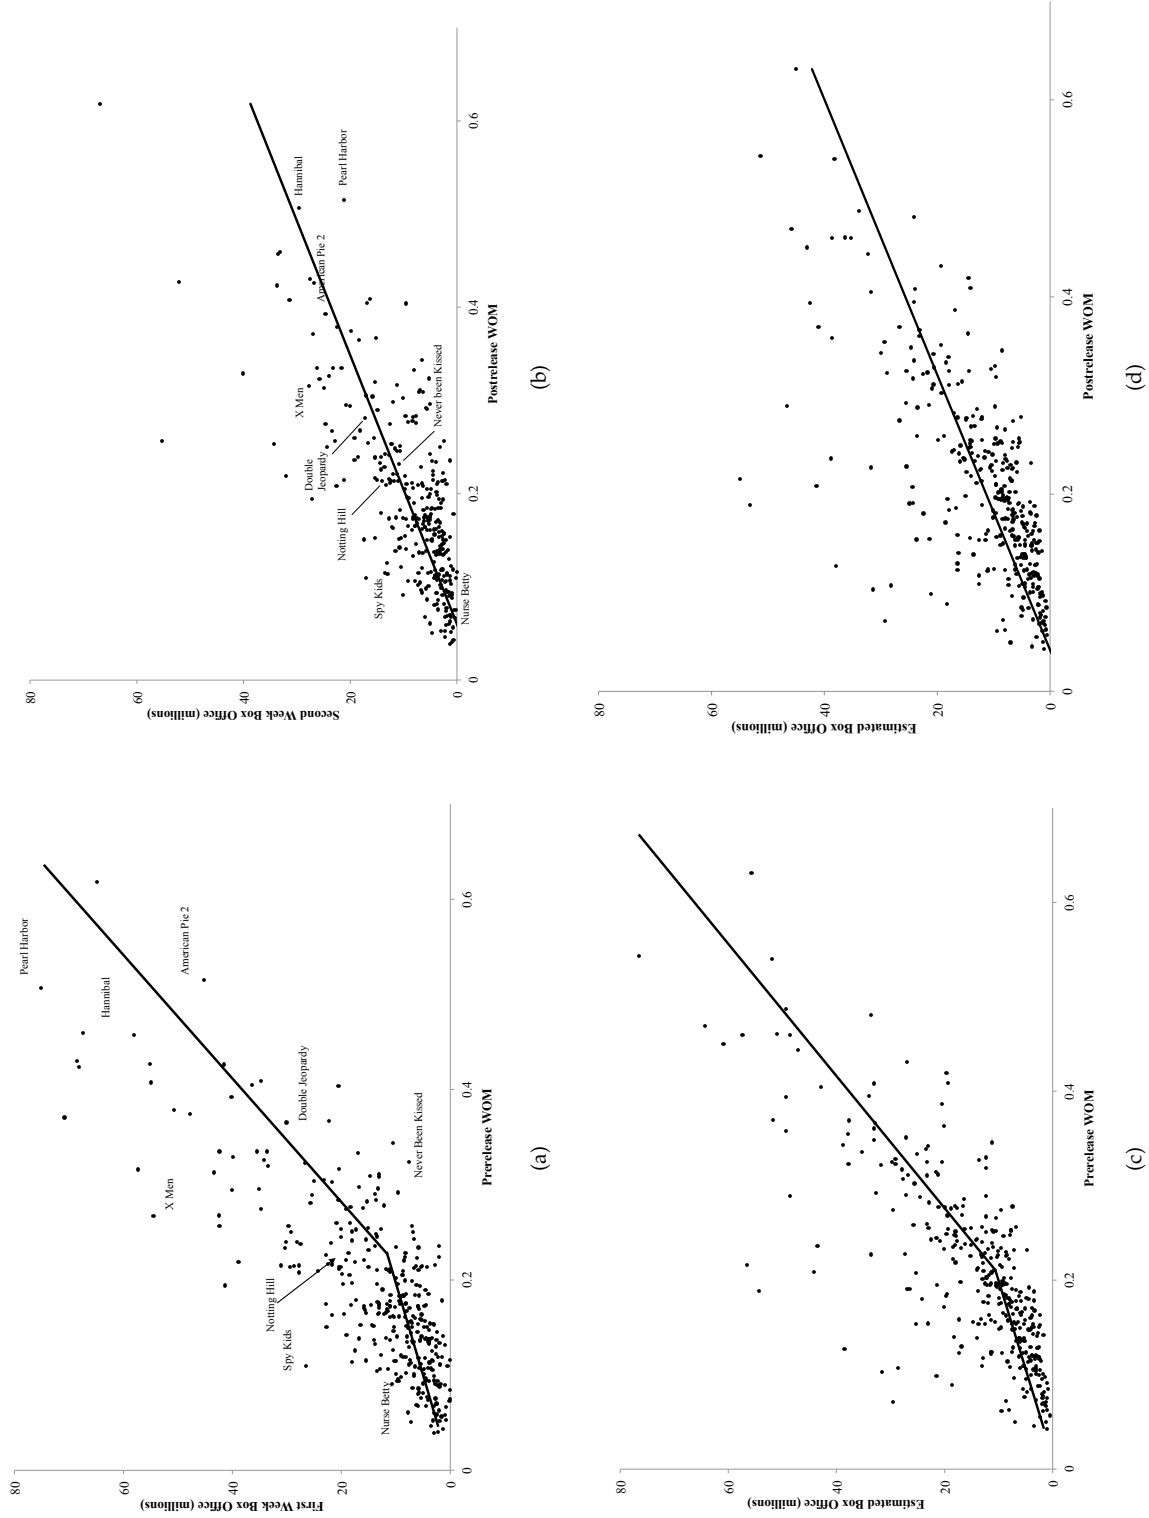 First Week Box Office (millions)
80
60
40
20
0
0
0.2
0.4
0.6
Prerelease WOM
Pearl Harbor
Hannibal
American Pie 2
X Men
Double Jeopardy
Never Been Kissed
Notting Hill
Spy Kids
Nurse Betty
(a)
Second Week Box Office (millions)
80
60
40
20
0
0
0.2
0.4
0.6
Postrelease WOM
Hannibal
Pearl Harbor
American Pie 2
X Men
Double
Jeopardy
Never been Kissed
Notting Hill
Spy Kids
Nurse Betty
(b)
Estimated Box Office (millions)
80
60
40
20
0
0
0.2
0.4
0.6
Prerelease WOM
(c)
Estimated Box Office (millions)
80
60
40
20
0
0
0.2
0.4
0.6
Postrelease WOM
(d)